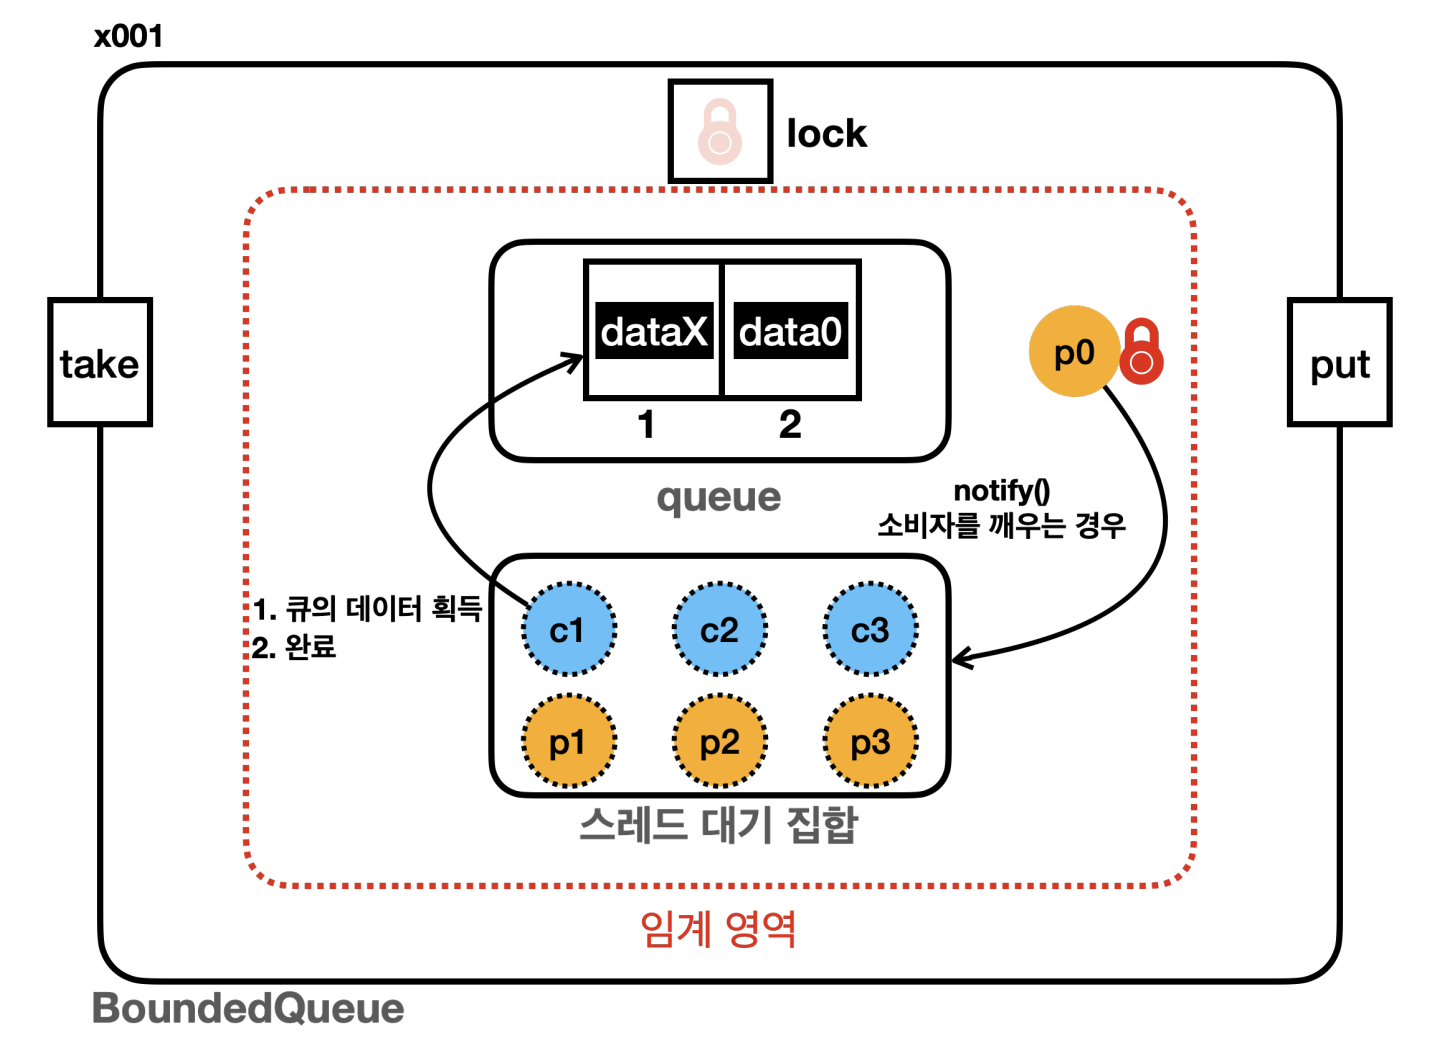 x001
lock
take
dataX data0
1 2
p0
put
queue
notify()
소비자를 깨우는 경우
1. 큐의 데이터 획득
2. 완료
c1 c2 c3
p1 p2 p3
스레드 대기 집합
임계 영역
BoundedQueue